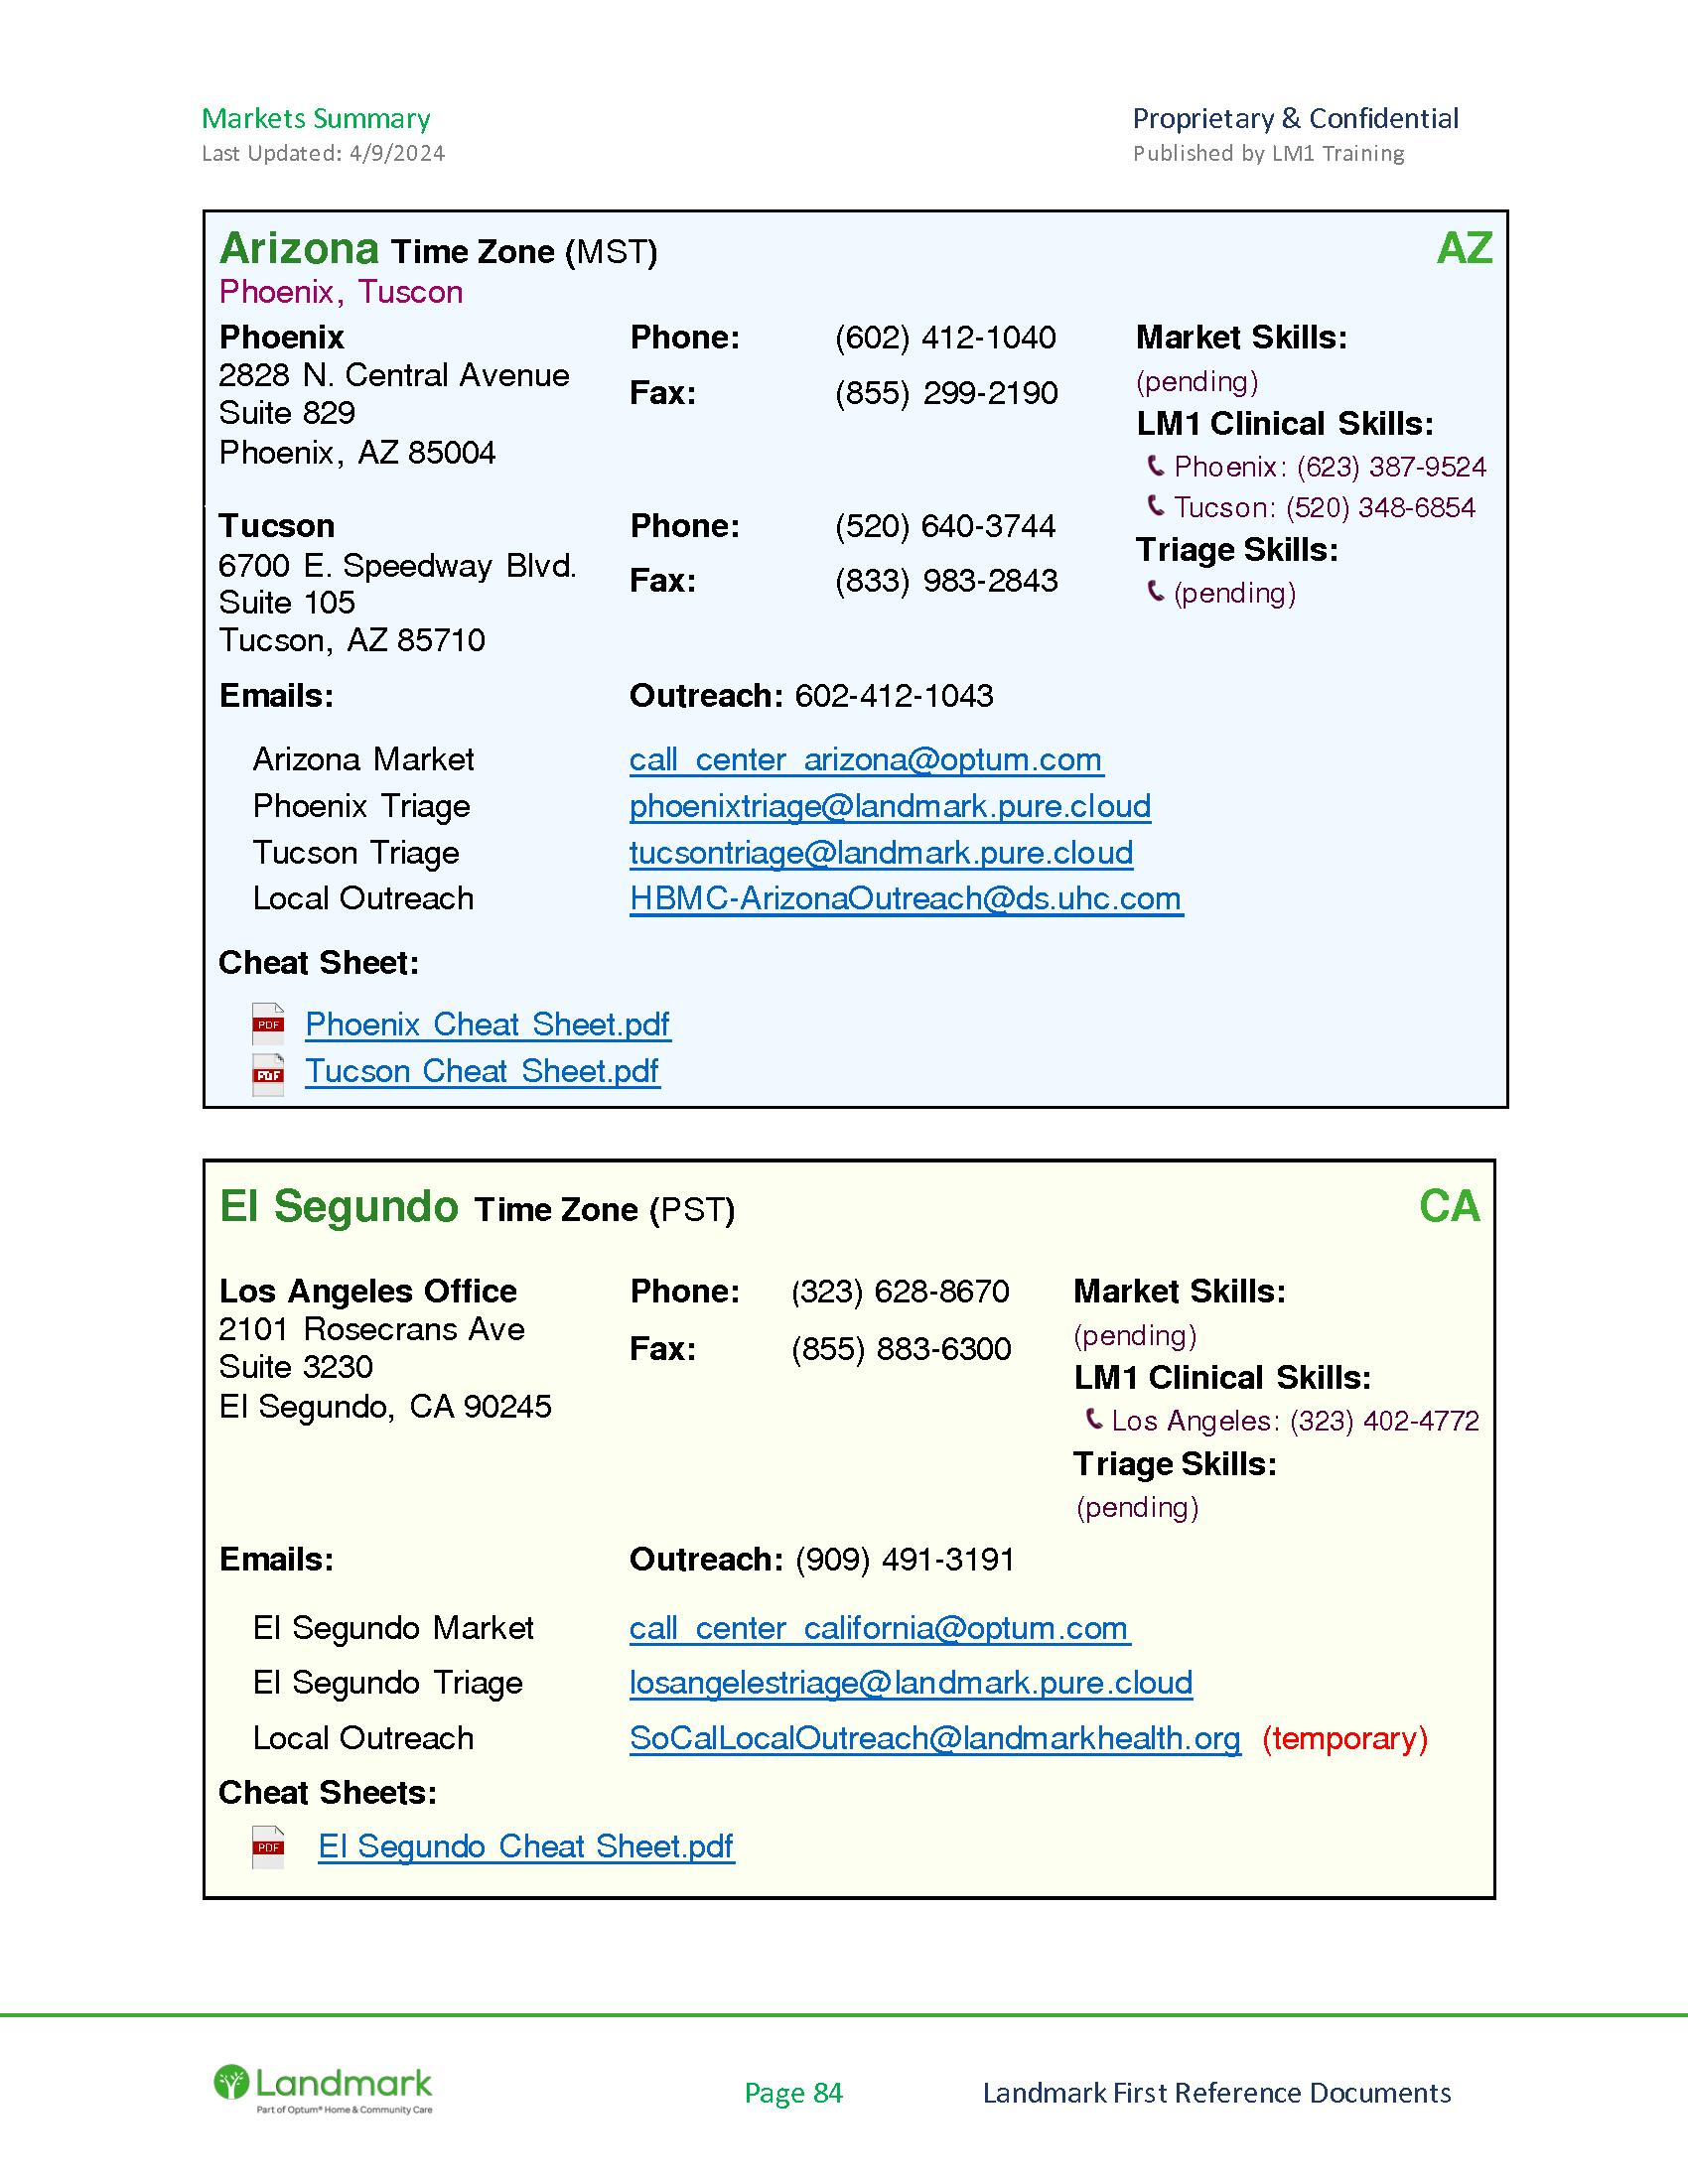 Markets Summary
Last Updated: 4/9/2024
Proprietary & Confidential
Published by LM1 Training
Arizona Time Zone (MST)
AZ
Phoenix, Tuscon
Phoenix
2828 N. Central Avenue
Suite 829
Phoenix, AZ 85004
Phone: (602) 412-1040
Fax: (855) 299-2190
Market Skills:
(pending)
LM1 Clinical Skills:
Phoenix: (623) 387-9524
Tucson: (520) 348-6854
Triage Skills:
(pending)
Tucson
6700 E. Speedway Blvd.
Suite 105
Tucson, AZ 85710
Phone: (520) 640-3744
Fax: (833) 983-2843
Emails:
Outreach: 602-412-1043
Arizona Market call_center_arizona@optum.com
Phoenix Triage phoenixtriage@landmark.pure.cloud
Tucson Triage tucsontriage@landmark.pure.cloud
Local Outreach HBMC-ArizonaOutreach@ds.uhc.com
Cheat Sheet:
PDF Phoenix Cheat Sheet.pdf
PDF Tucson Cheat Sheet.pdf
El Segundo Time Zone (PST)
CA
Los Angeles Office
2101 Rosecrans Ave
Suite 3230
El Segundo, CA 90245
Phone: (323) 628-8670
Fax: (855) 883-6300
Market Skills:
(pending)
LM1 Clinical Skills:
Los Angeles: (323) 402-4772
Triage Skills:
(pending)
Emails:
Outreach: (909) 491-3191
El Segundo Market call_center_california@optum.com
El Segundo Triage losangelestriage@landmark.pure.cloud
Local Outreach SoCalLocalOutreach@landmarkhealth.org (temporary)
Cheat Sheets:
PDF El Segundo Cheat Sheet.pdf
Landmark
Part of Optum® Home & Community Care
Page 84
Landmark First Reference Documents